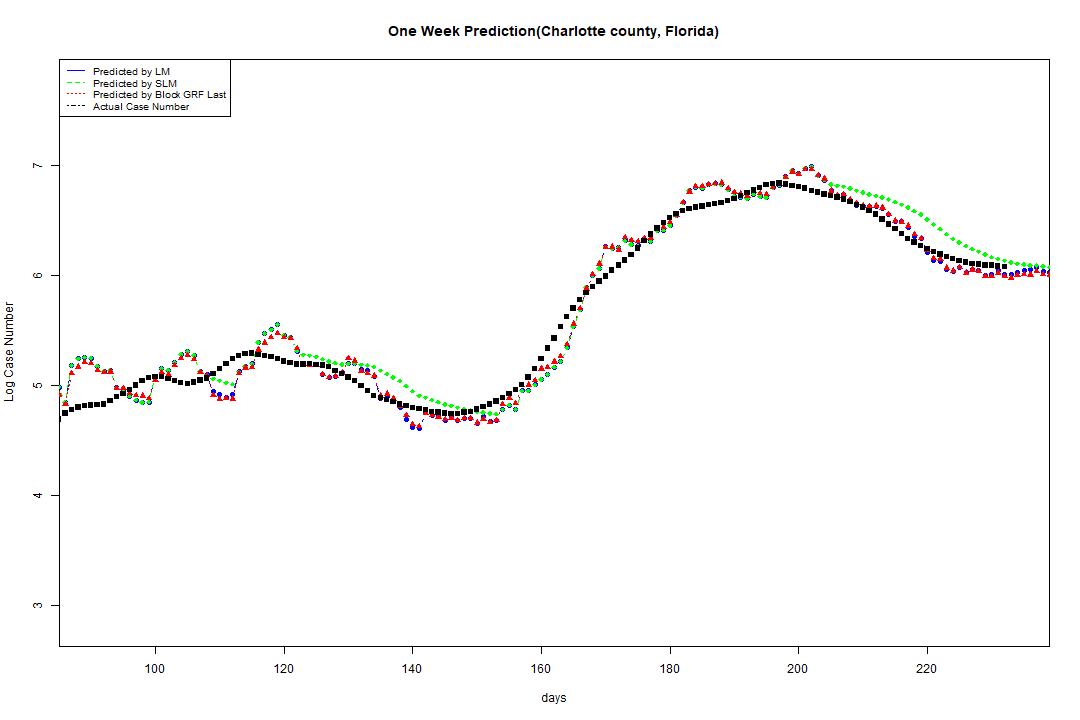 One Week Prediction(Charlotte county, Florida)
Predicted by LM
Predicted by SLM
Predicted by Block GRF Last
Actual Case Number
Log Case Number
7
6
5
4
3
100 120 140 160 180 200 220
days